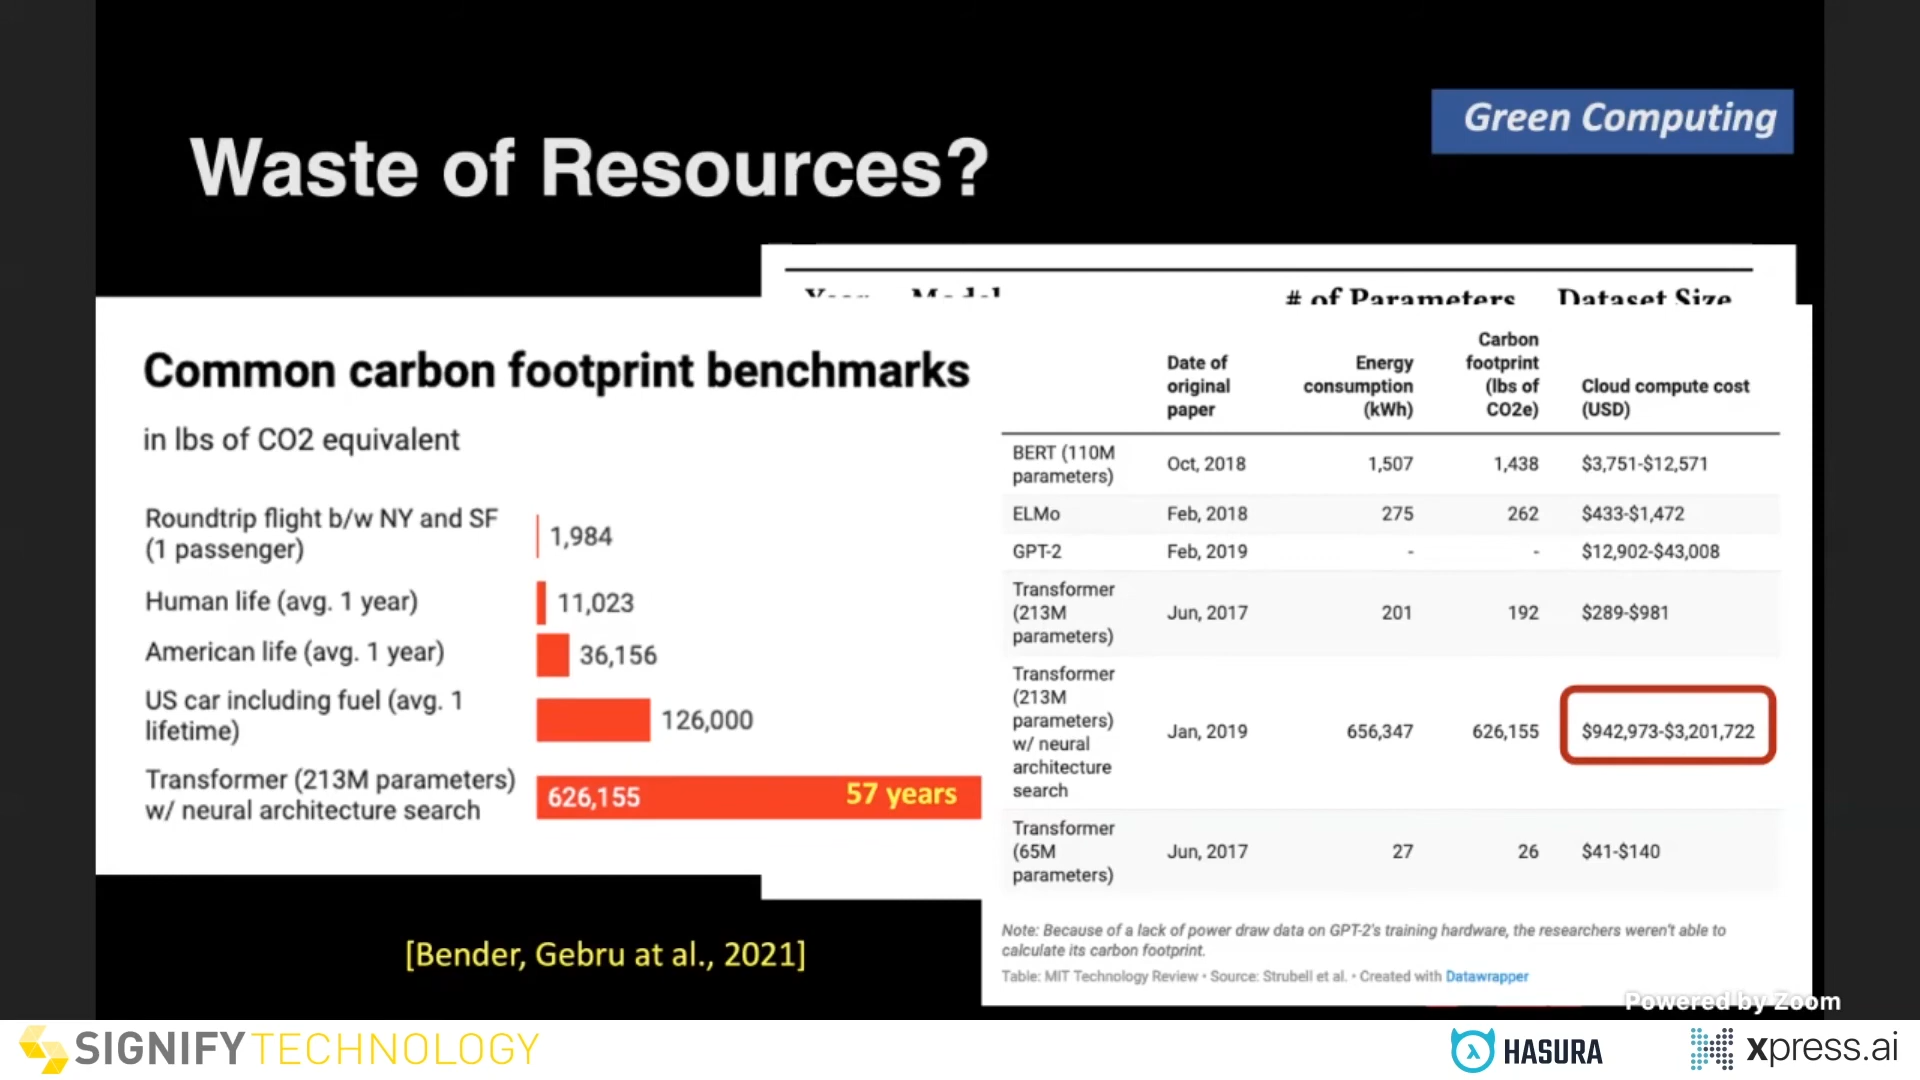 Green Computing
Waste of Resources?
# of Parameters Dataset Size
Common carbon footprint benchmarks
in lbs of CO2 equivalent
Roundtrip flight b/w NY and SF
(1 passenger)
1,984
Human life (avg. 1 year)
11,023
American life (avg. 1 year)
36,156
US car including fuel (avg. 1
lifetime)
126,000
Transformer (213M parameters)
w/ neural architecture search
626,155
57 years
Date of
original
paper
Energy
consumption
(kWh)
Carbon
footprint
(lbs of
CO2e)
Cloud compute cost
(USD)
BERT (110M
parameters)
Oct, 2018 1,507 1,438 $3,751-$12,571
ELMo Feb, 2018 275 262 $433-$1,472
GPT-2 Feb, 2019 - - $12,902-$43,008
Transformer
(213M
parameters)
Jun, 2017 201 192 $289-$981
Transformer
(213M
parameters)
w/ neural
architecture
search
Jan, 2019 656,347 626,155 $942,973-$3,201,722
Transformer
(65M
parameters)
Jun, 2017 27 26 $41-$140
Note: Because of a lack of power draw data on GPT-2's training hardware, the researchers weren't able to
calculate its carbon footprint.
Table: MIT Technology Review • Source: Strubell et al. • Created with Datawrapper
[Bender, Gebru at al., 2021]
Powered by Zoom
SIGNIFY TECHNOLOGY
HASURA
xpress.ai